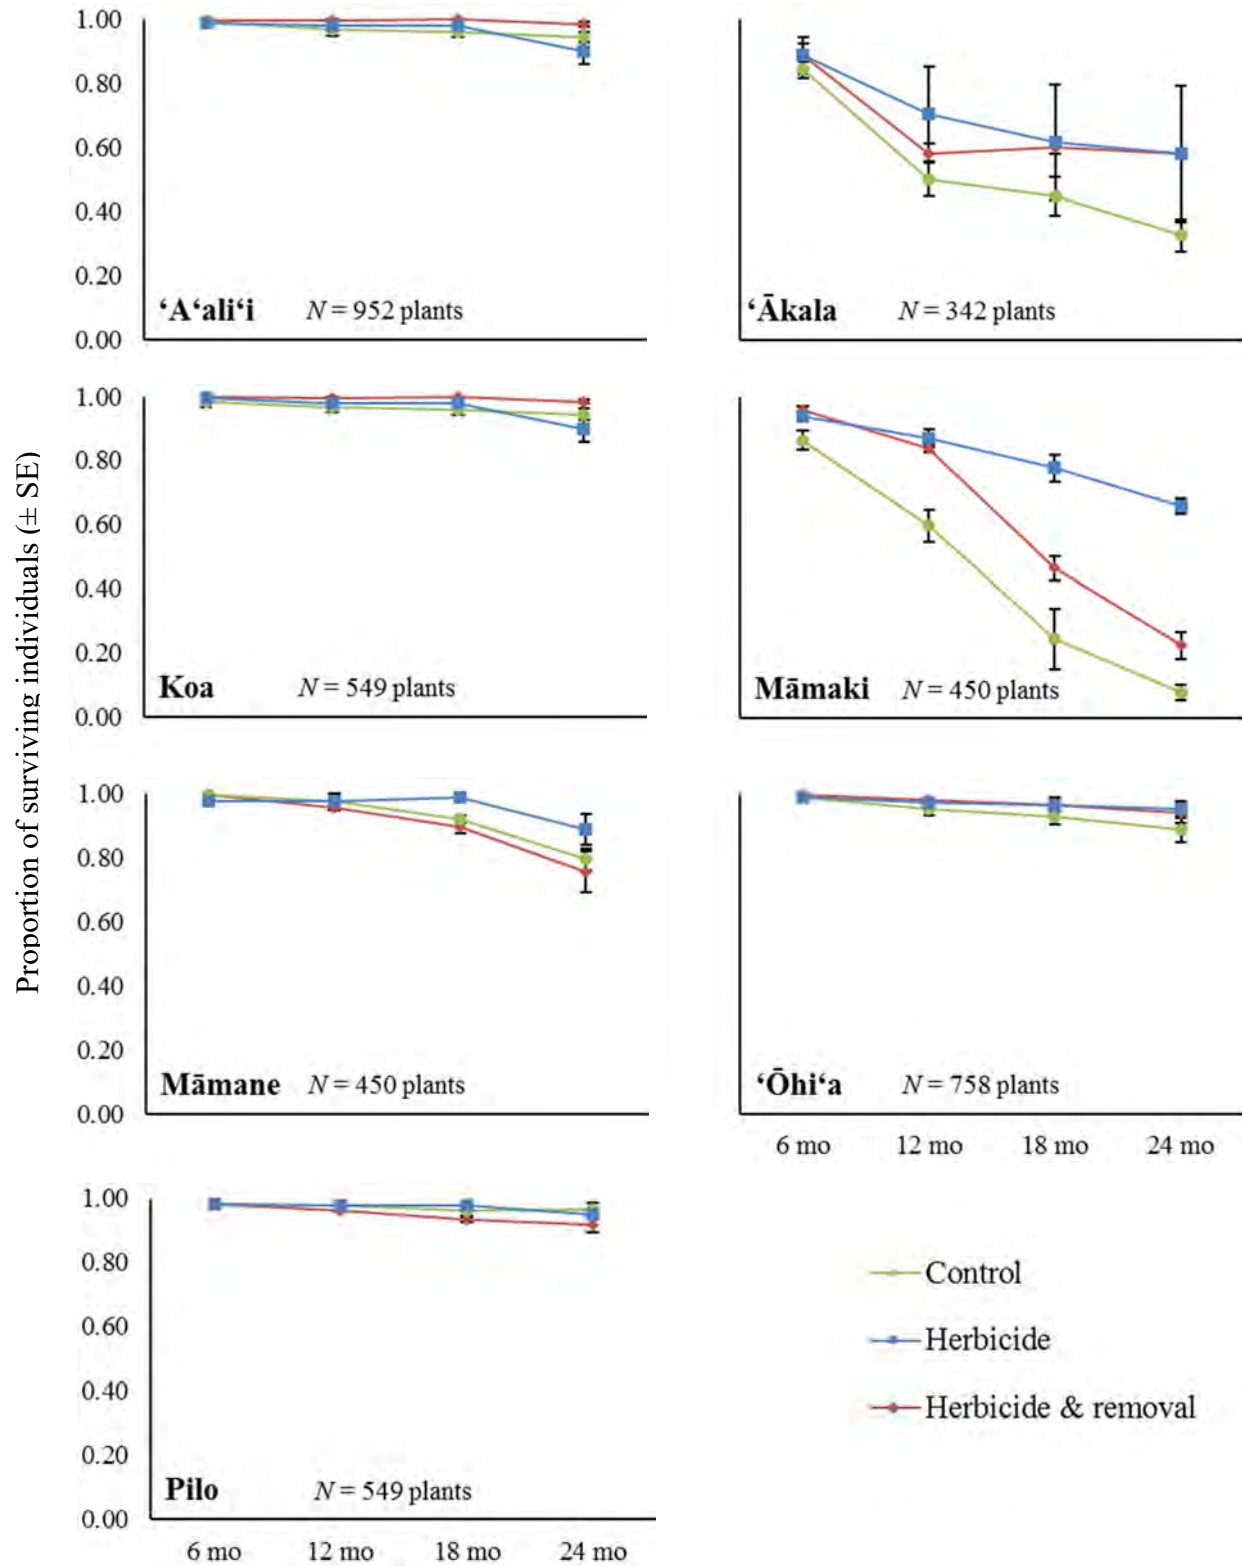 Proportion of surviving individuals (± SE)
1.00
0.80
0.60
0.40
0.20
0.00
ʻAʻaliʻi N = 952 plants
ʻĀkala N = 342 plants
1.00
0.80
0.60
0.40
0.20
0.00
Koa N = 549 plants
Māmaki N = 450 plants
1.00
0.80
0.60
0.40
0.20
0.00
Māmane N = 450 plants
ʻŌhiʻa N = 758 plants
6 mo 12 mo 18 mo 24 mo
1.00
0.80
0.60
0.40
0.20
0.00
Pilo N = 549 plants
6 mo 12 mo 18 mo 24 mo
Control
Herbicide
Herbicide & removal